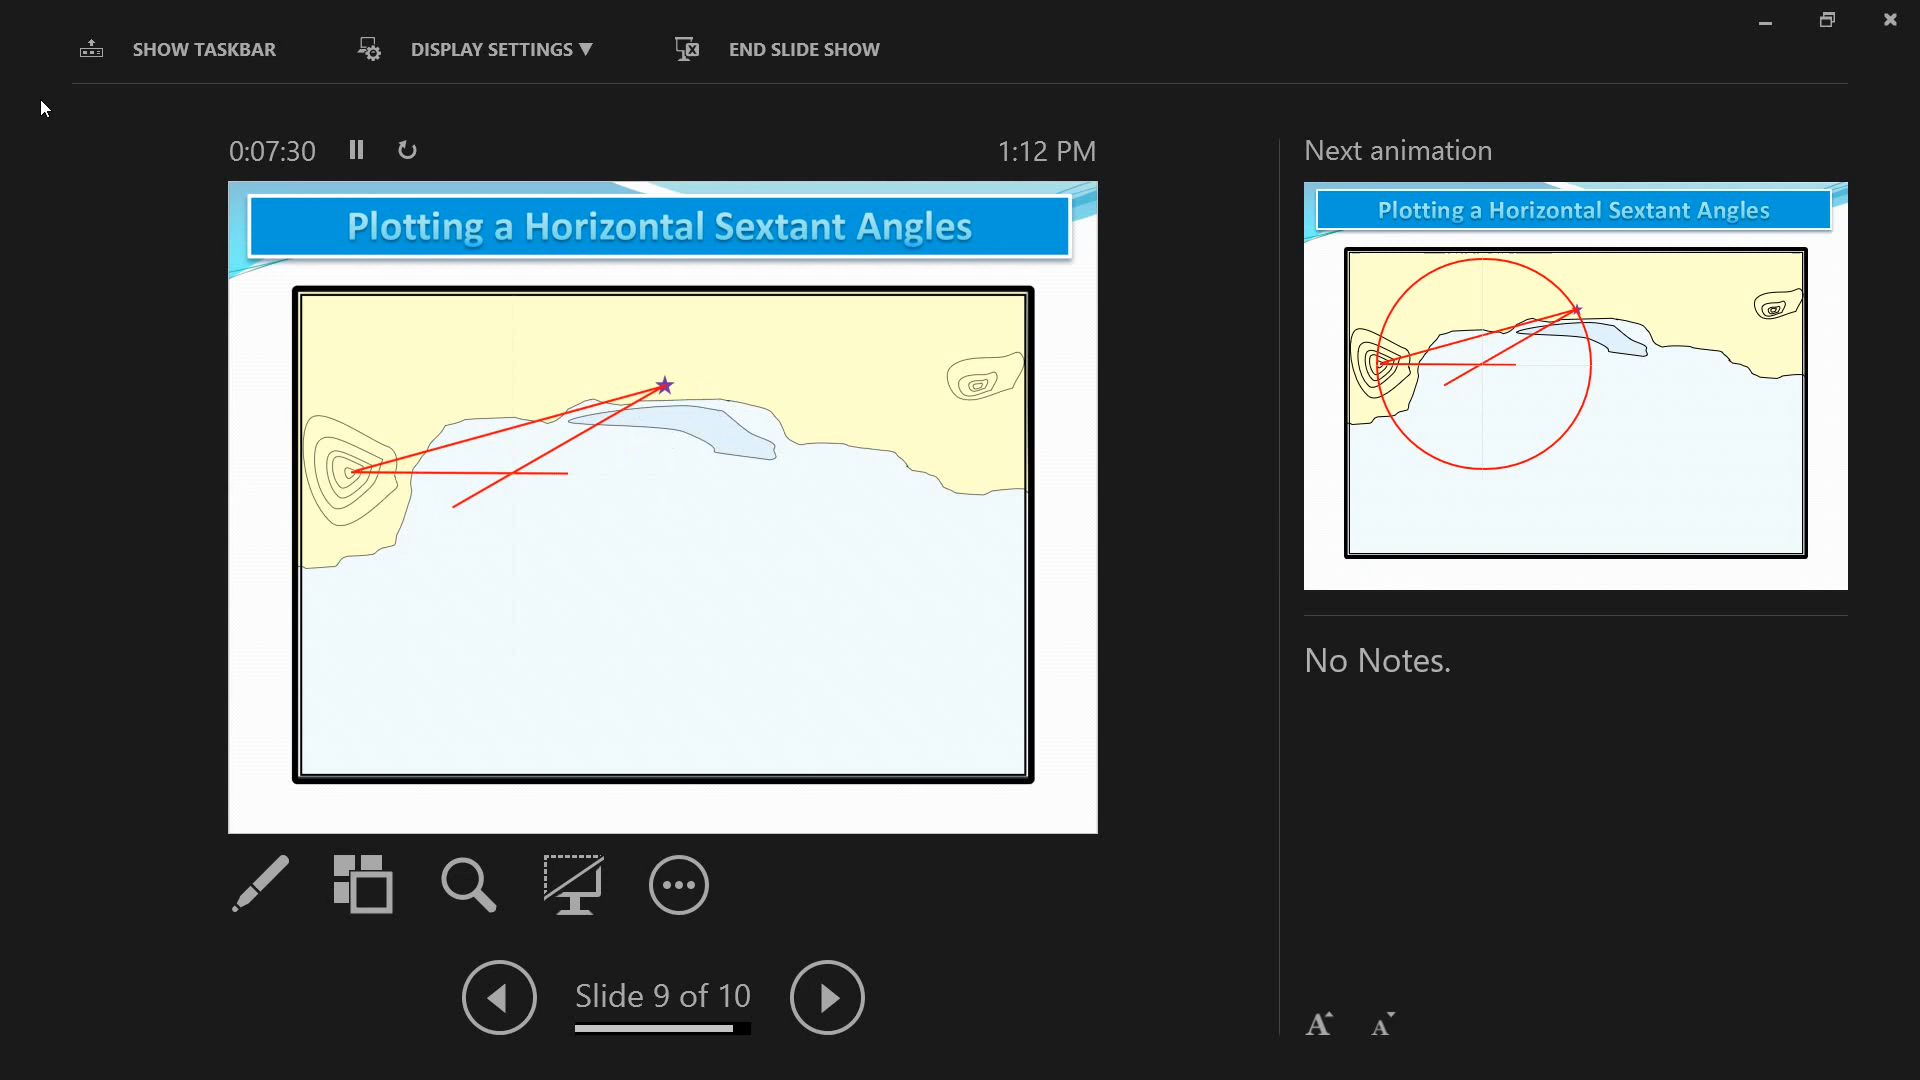 SHOW TASKBAR
DISPLAY SETTINGS ▼
END SLIDE SHOW
0:07:30
1:12 PM
Plotting a Horizontal Sextant Angles
Slide 9 of 10
Next animation
Plotting a Horizontal Sextant Angles
No Notes.
A
A